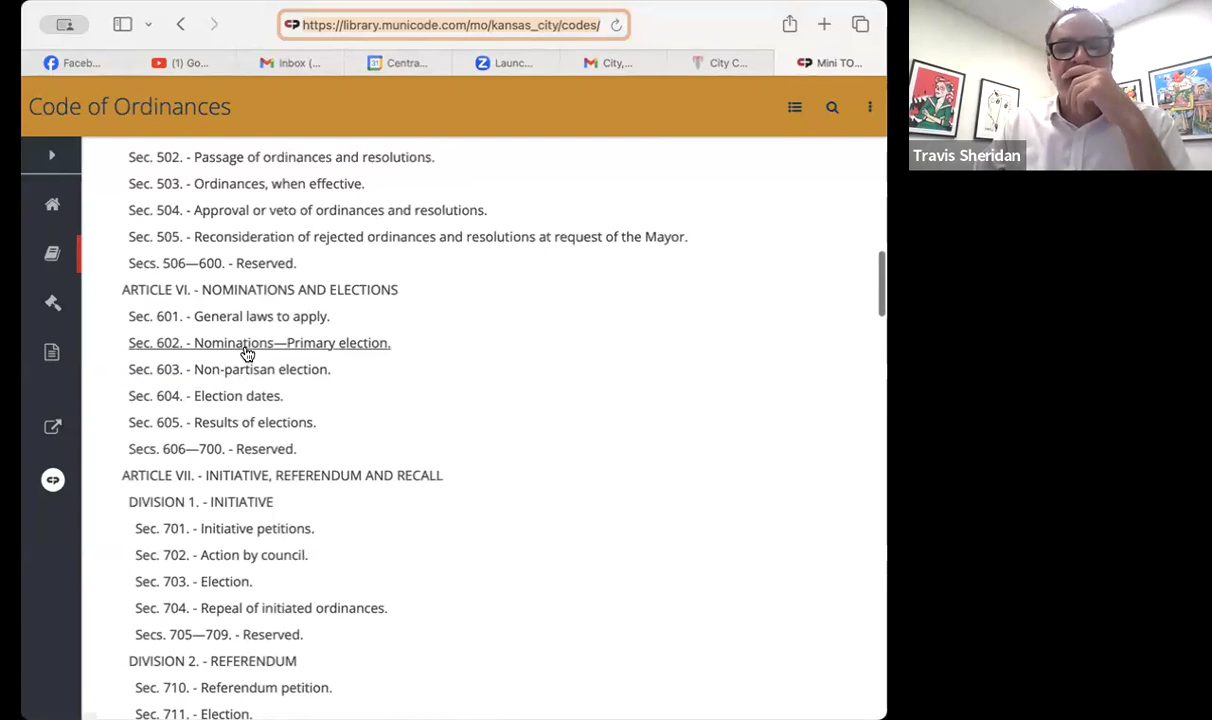 https://library.municode.com/mo/kansas_city/codes/
Faceb...
(1) Go...
Inbox (...
Centra...
Launc...
City,...
City C...
Mini TO...
Code of Ordinances
Sec. 502. - Passage of ordinances and resolutions.
Sec. 503. - Ordinances, when effective.
Sec. 504. - Approval or veto of ordinances and resolutions.
Sec. 505. - Reconsideration of rejected ordinances and resolutions at request of the Mayor.
Secs. 506—600. - Reserved.
ARTICLE VI. - NOMINATIONS AND ELECTIONS
Sec. 601. - General laws to apply.
Sec. 602. - Nominations—Primary election.
Sec. 603. - Non-partisan election.
Sec. 604. - Election dates.
Sec. 605. - Results of elections.
Secs. 606—700. - Reserved.
ARTICLE VII. - INITIATIVE, REFERENDUM AND RECALL
DIVISION 1. - INITIATIVE
Sec. 701. - Initiative petitions.
Sec. 702. - Action by council.
Sec. 703. - Election.
Sec. 704. - Repeal of initiated ordinances.
Secs. 705—709. - Reserved.
DIVISION 2. - REFERENDUM
Sec. 710. - Referendum petition.
Sec. 711. - Election.
Travis Sheridan